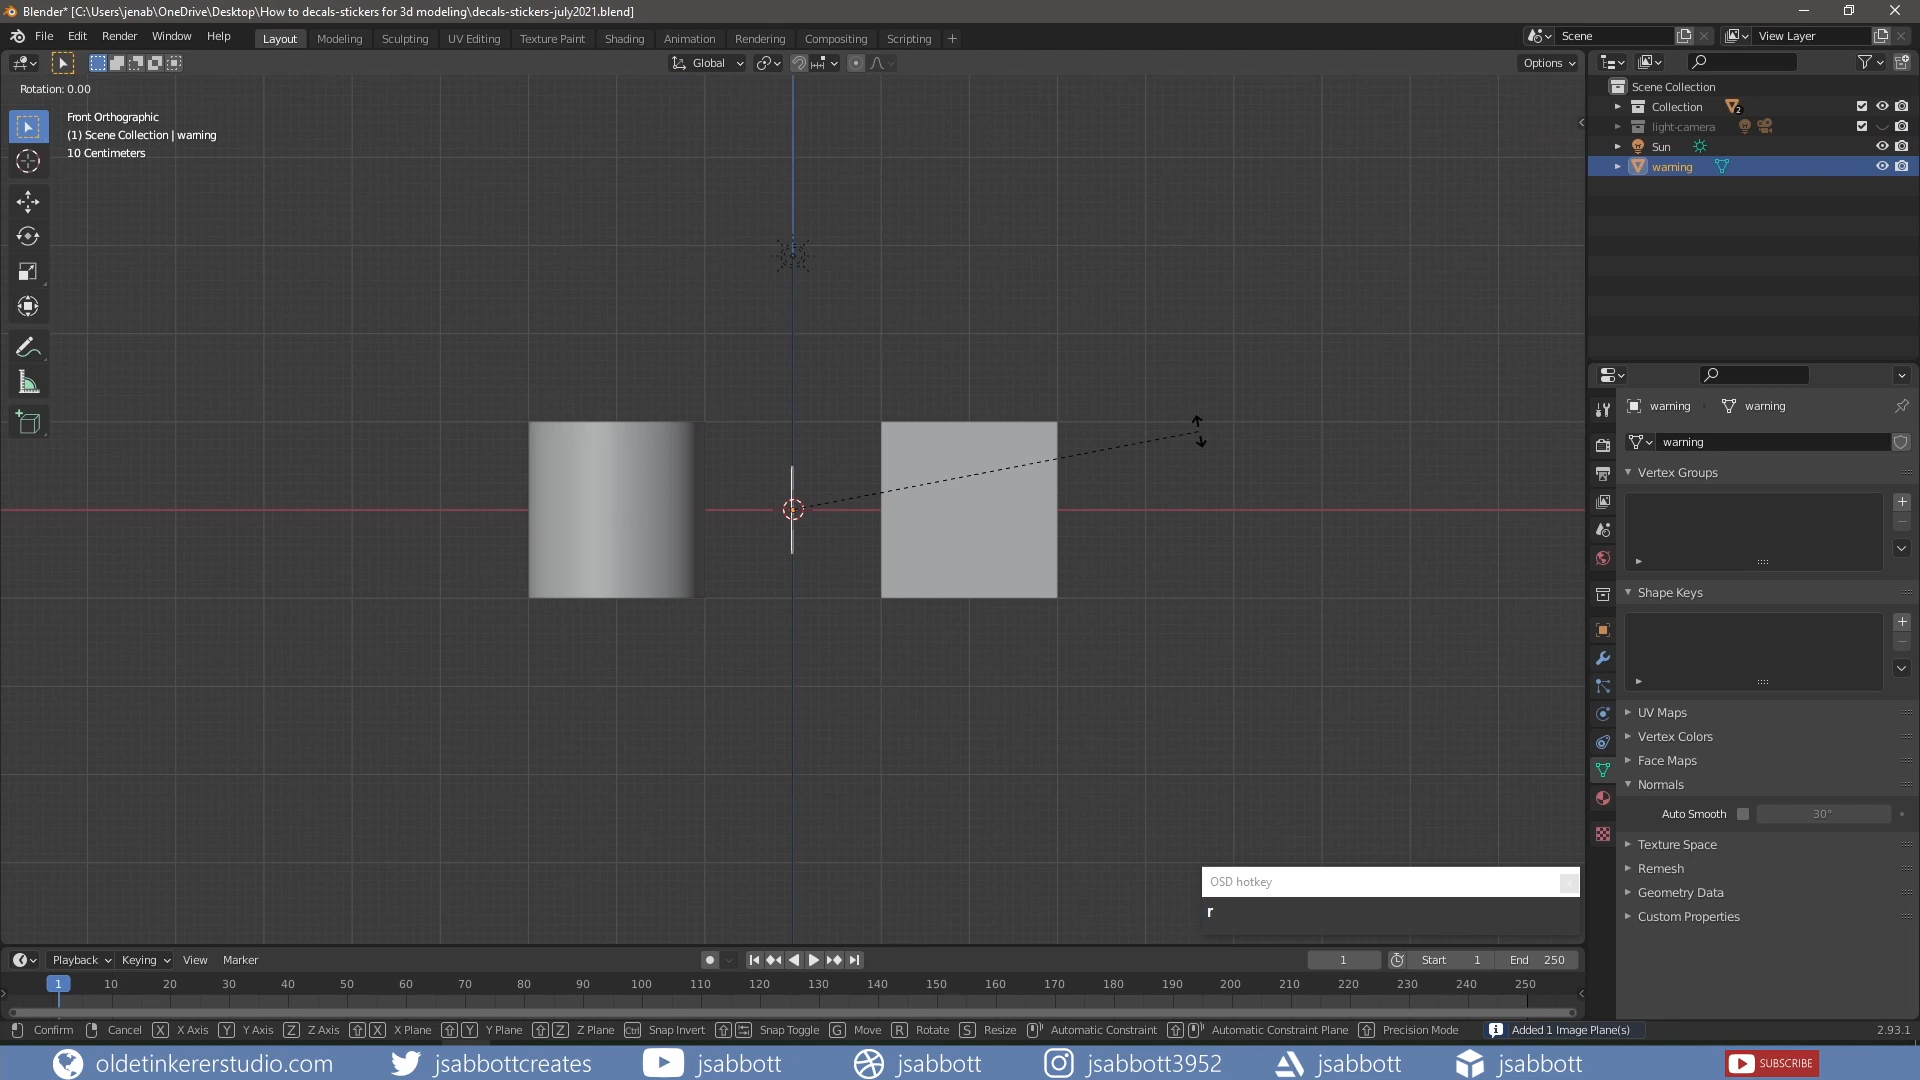 Blender* [C:\Users\jenab\OneDrive\Desktop\How to decals-stickers for 3d modeling\decals-stickers-july2021.blend]
File Edit Render Window Help Layout Modeling Sculpting UV Editing Texture Paint Shading Animation Rendering Compositing Scripting Scene View Layer
Global Options
Rotation: 0.00
Front Orthographic
(1) Scene Collection | warning
10 Centimeters
Scene Collection
Collection 2
light-camera
Sun
warning
warning warning
warning
Vertex Groups
Shape Keys
UV Maps
Vertex Colors
Face Maps
Normals
Auto Smooth 30°
Texture Space
Remesh
Geometry Data
Custom Properties
OSD hotkey
r
Playback Keying View Marker 1 Start 1 End 250
1 10 20 30 40 50 60 70 80 90 100 110 120 130 140 150 160 170 180 190 200 210 220 230 240 250
Confirm Cancel X X Axis Y Y Axis Z Z Axis X X Plane Y Y Plane Z Z Plane Ctrl Snap Invert Snap Toggle G Move R Rotate S Resize Automatic Constraint Automatic Constraint Plane Precision Mode Added 1 Image Plane(s) 2.93.1
oldetinkererstudio.com jsabbottcreates jsabbott jsabbott jsabbott3952 jsabbott jsabbott SUBSCRIBE